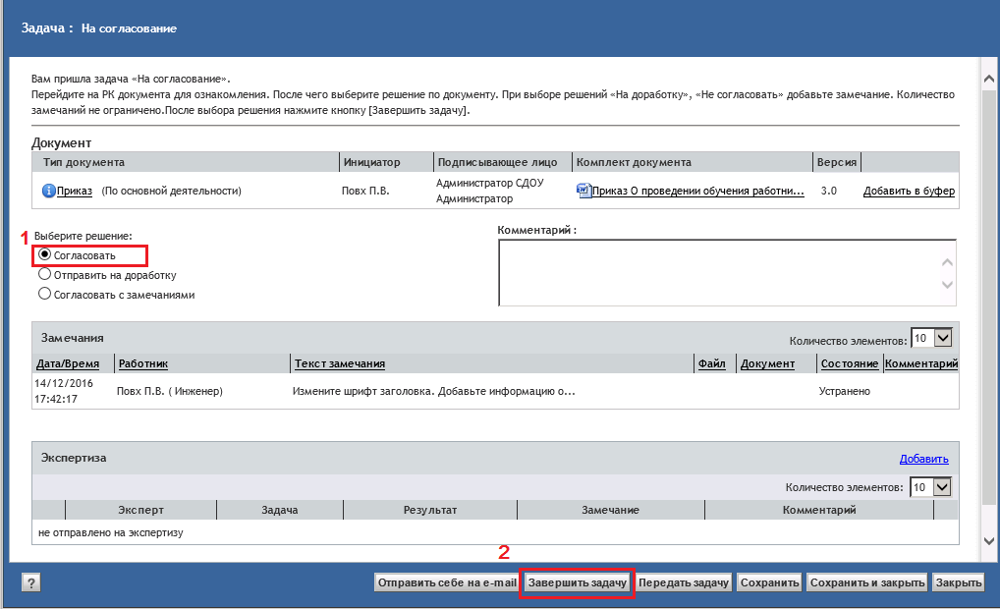 Задача : На согласование
Вам пришла задача «На согласование».
Перейдите на РК документа для ознакомления. После чего выберите решение по документу. При выборе решений «На доработку», «Не согласовать» добавьте замечание. Количество
замечаний не ограничено.После выбора решения нажмите кнопку [Завершить задачу].
Документ
Тип документа Инициатор Подписывающее лицо Комплект документа Версия
Приказ (По основной деятельности) Повх П.В. Администратор СДОУ Приказ О проведении обучения работни... 3.0 Добавить в буфер
Администратор
1 Выберите решение: Комментарий :
Согласовать
Отправить на доработку
Согласовать с замечаниями
Замечания Количество элементов: 10
Дата/Время Работник Текст замечания Файл Документ Состояние Комментарий
14/12/2016 Повх П.В. ( Инженер) Измените шрифт заголовка. Добавьте информацию о... Устранено
17:42:17
Экспертиза Добавить
Количество элементов: 10
Эксперт Задача Результат Замечание Комментарий
не отправлено на экспертизу
2
? Отправить себе на e-mail Завершить задачу Передать задачу Сохранить Сохранить и закрыть Закрыть